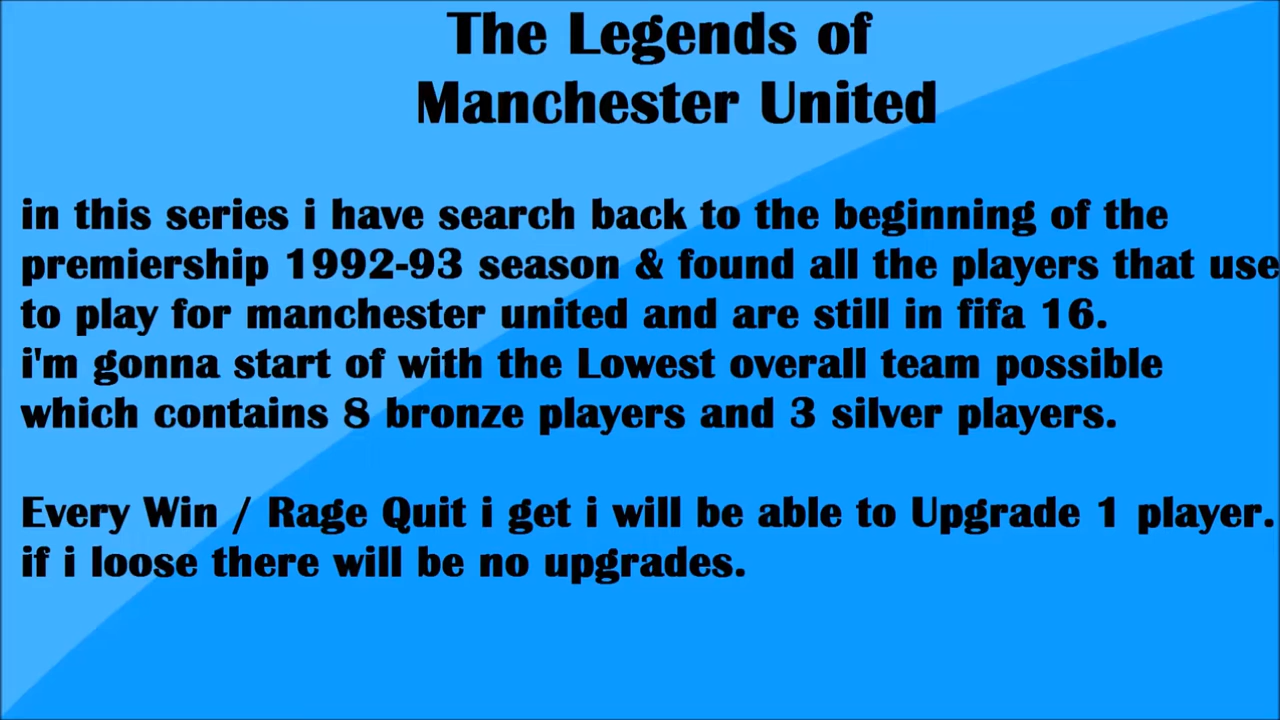 The Legends of
Manchester United
in this series i have search back to the beginning of the
premiership 1992-93 season & found all the players that use
to play for manchester united and are still in fifa 16.
i'm gonna start of with the Lowest overall team possible
which contains 8 bronze players and 3 silver players.
Every Win / Rage Quit i get i will be able to Upgrade 1 player.
if i loose there will be no upgrades.